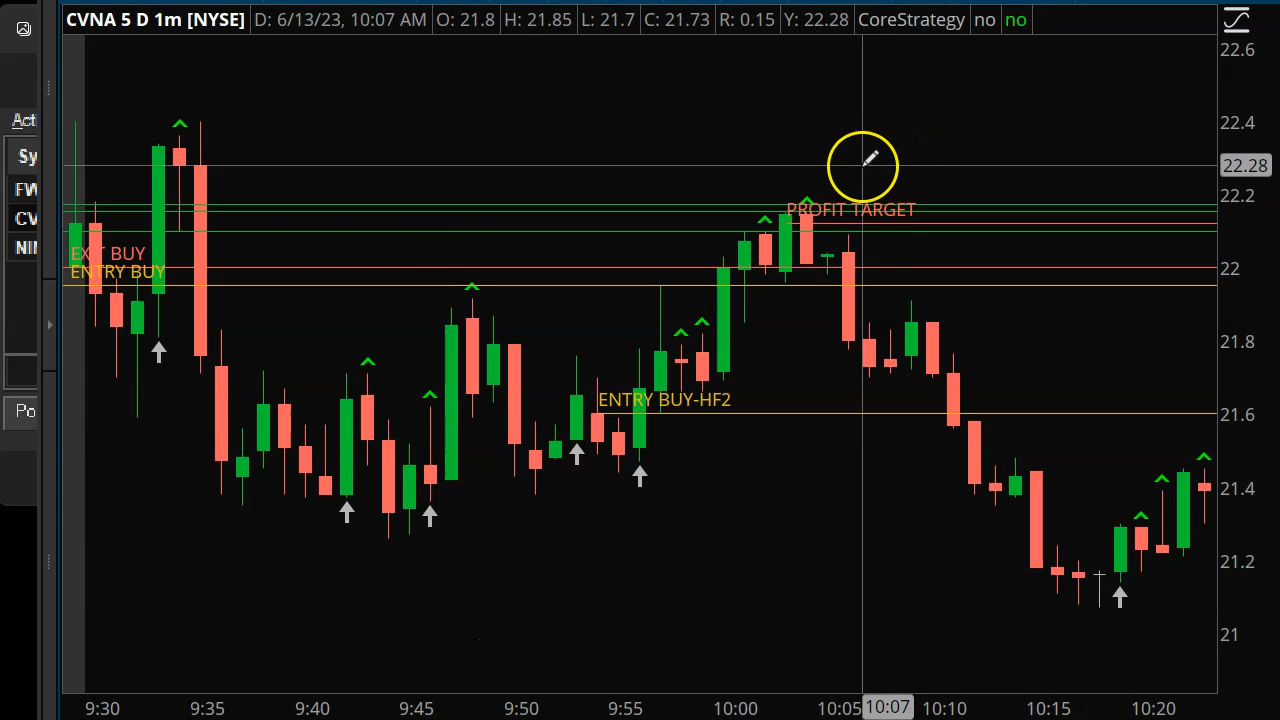 CVNA 5 D 1m [NYSE] D: 6/13/23, 10:07 AM O: 21.8 H: 21.85 L: 21.7 C: 21.73 R: 0.15 Y: 22.28 CoreStrategy no no
22.6
Act
22.4
Sy
22.28
FW
22.2
PROFIT TARGET
CV
NI
EXIT BUY
22
ENTRY BUY
21.8
ENTRY BUY-HF2
21.6
Po
21.4
21.2
21
9:30 9:35 9:40 9:45 9:50 9:55 10:00 10:05 10:07 10:10 10:15 10:20